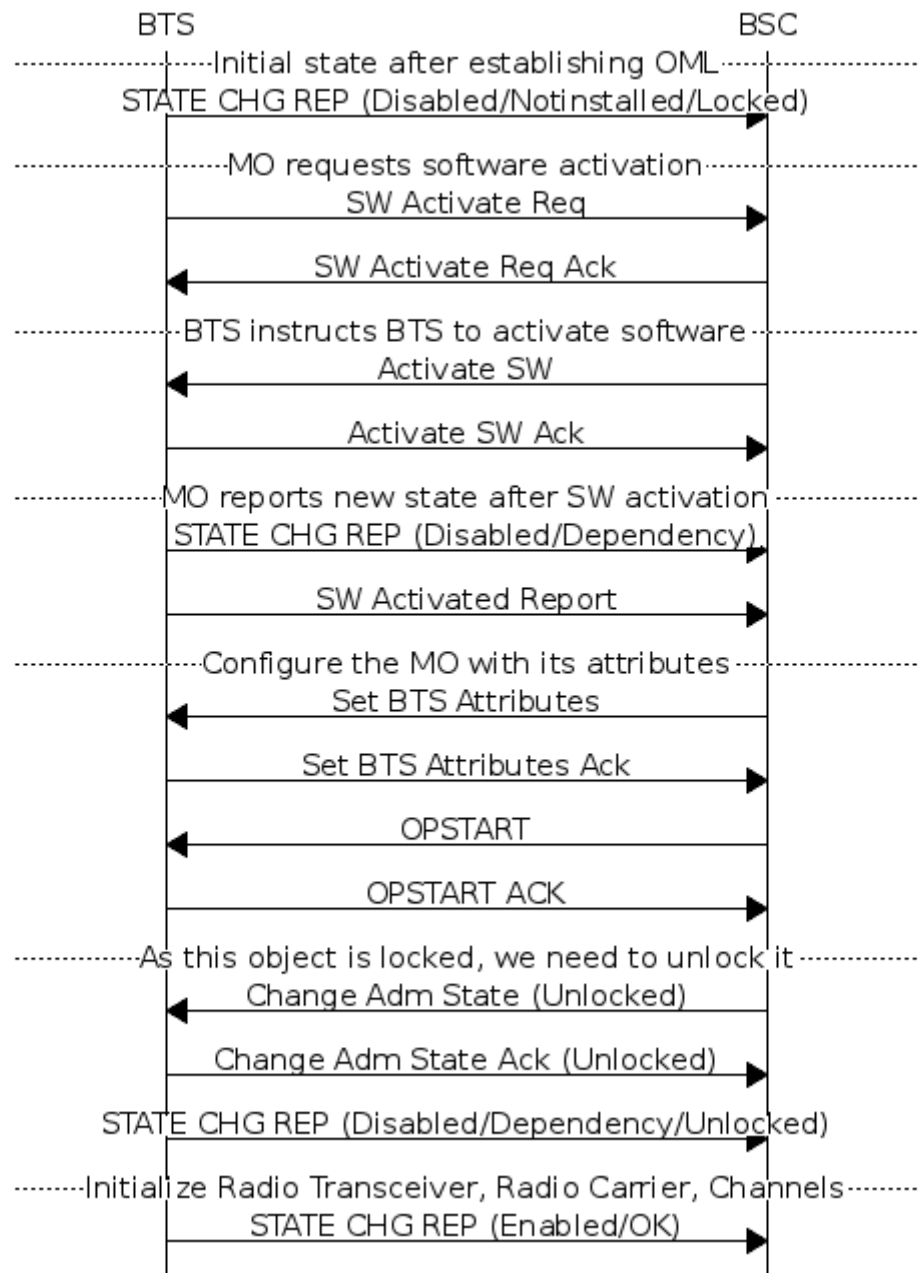 BTS BSC
Initial state after establishing OML
STATE CHG REP (Disabled/Notinstalled/Locked)
MO requests software activation
SW Activate Req
SW Activate Req Ack
BTS instructs BTS to activate software
Activate SW
Activate SW Ack
MO reports new state after SW activation
STATE CHG REP (Disabled/Dependency)
SW Activated Report
Configure the MO with its attributes
Set BTS Attributes
Set BTS Attributes Ack
OPSTART
OPSTART ACK
As this object is locked, we need to unlock it
Change Adm State (Unlocked)
Change Adm State Ack (Unlocked)
STATE CHG REP (Disabled/Dependency/Unlocked)
Initialize Radio Transceiver, Radio Carrier, Channels
STATE CHG REP (Enabled/OK)